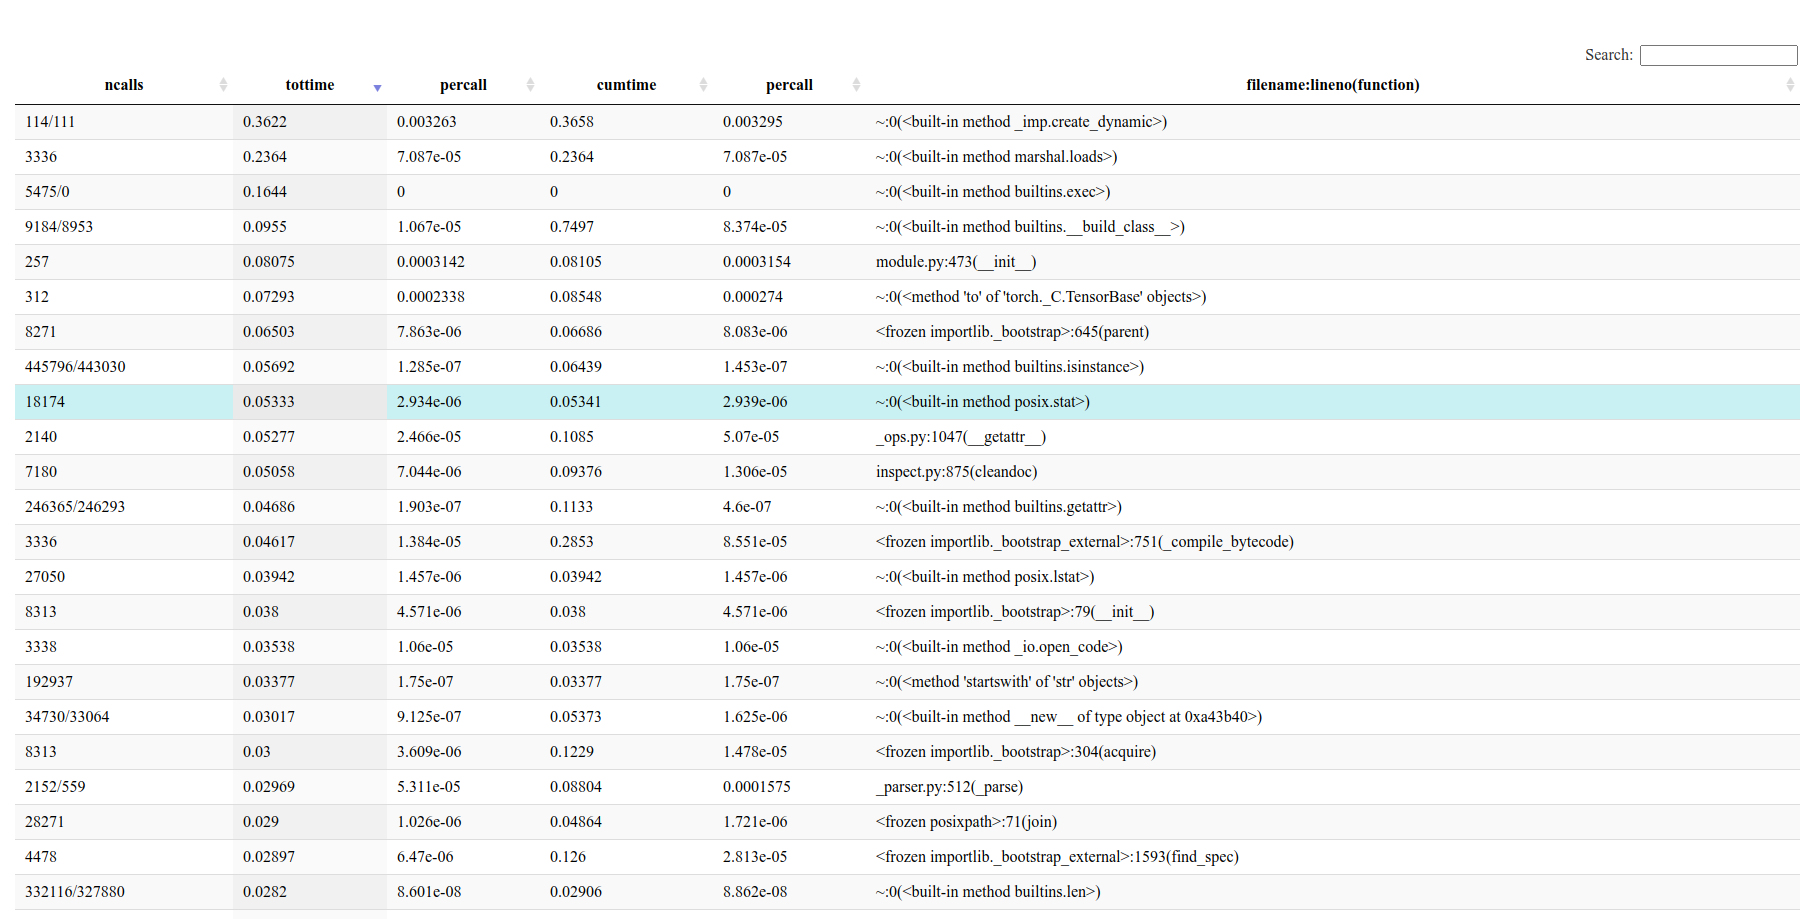 Search:
ncalls tottime percall cumtime percall filename:lineno(function)
114/111 0.3622 0.003263 0.3658 0.003295 ~:0(<built-in method _imp.create_dynamic>)
3336 0.2364 7.087e-05 0.2364 7.087e-05 ~:0(<built-in method marshal.loads>)
5475/0 0.1644 0 0 0 ~:0(<built-in method builtins.exec>)
9184/8953 0.0955 1.067e-05 0.7497 8.374e-05 ~:0(<built-in method builtins.__build_class__>)
257 0.08075 0.0003142 0.08105 0.0003154 module.py:473(__init__)
312 0.07293 0.0002338 0.08548 0.000274 ~:0(<method 'to' of 'torch._C.TensorBase' objects>)
8271 0.06503 7.863e-06 0.06686 8.083e-06 <frozen importlib._bootstrap>:645(parent)
445796/443030 0.05692 1.285e-07 0.06439 1.453e-07 ~:0(<built-in method builtins.isinstance>)
18174 0.05333 2.934e-06 0.05341 2.939e-06 ~:0(<built-in method posix.stat>)
2140 0.05277 2.466e-05 0.1085 5.07e-05 _ops.py:1047(__getattr__)
7180 0.05058 7.044e-06 0.09376 1.306e-05 inspect.py:875(cleandoc)
246365/246293 0.04686 1.903e-07 0.1133 4.6e-07 ~:0(<built-in method builtins.getattr>)
3336 0.04617 1.384e-05 0.2853 8.551e-05 <frozen importlib._bootstrap_external>:751(_compile_bytecode)
27050 0.03942 1.457e-06 0.03942 1.457e-06 ~:0(<built-in method posix.lstat>)
8313 0.038 4.571e-06 0.038 4.571e-06 <frozen importlib._bootstrap>:79(__init__)
3338 0.03538 1.06e-05 0.03538 1.06e-05 ~:0(<built-in method _io.open_code>)
192937 0.03377 1.75e-07 0.03377 1.75e-07 ~:0(<method 'startswith' of 'str' objects>)
34730/33064 0.03017 9.125e-07 0.05373 1.625e-06 ~:0(<built-in method __new__ of type object at 0xa43b40>)
8313 0.03 3.609e-06 0.1229 1.478e-05 <frozen importlib._bootstrap>:304(acquire)
2152/559 0.02969 5.311e-05 0.08804 0.0001575 _parser.py:512(_parse)
28271 0.029 1.026e-06 0.04864 1.721e-06 <frozen posixpath>:71(join)
4478 0.02897 6.47e-06 0.126 2.813e-05 <frozen importlib._bootstrap_external>:1593(find_spec)
332116/327880 0.0282 8.601e-08 0.02906 8.862e-08 ~:0(<built-in method builtins.len>)